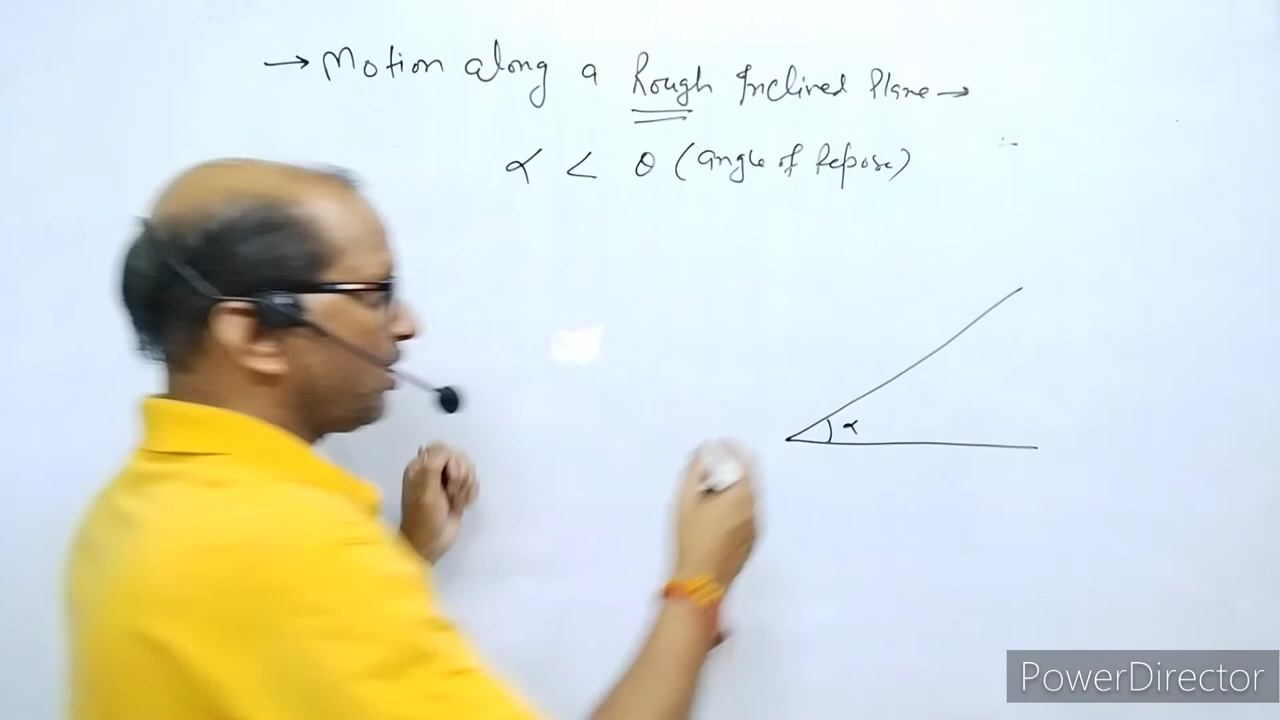 → Motion along a Rough Inclined Plane →
α < θ (Angle of Repose)
α
PowerDirector